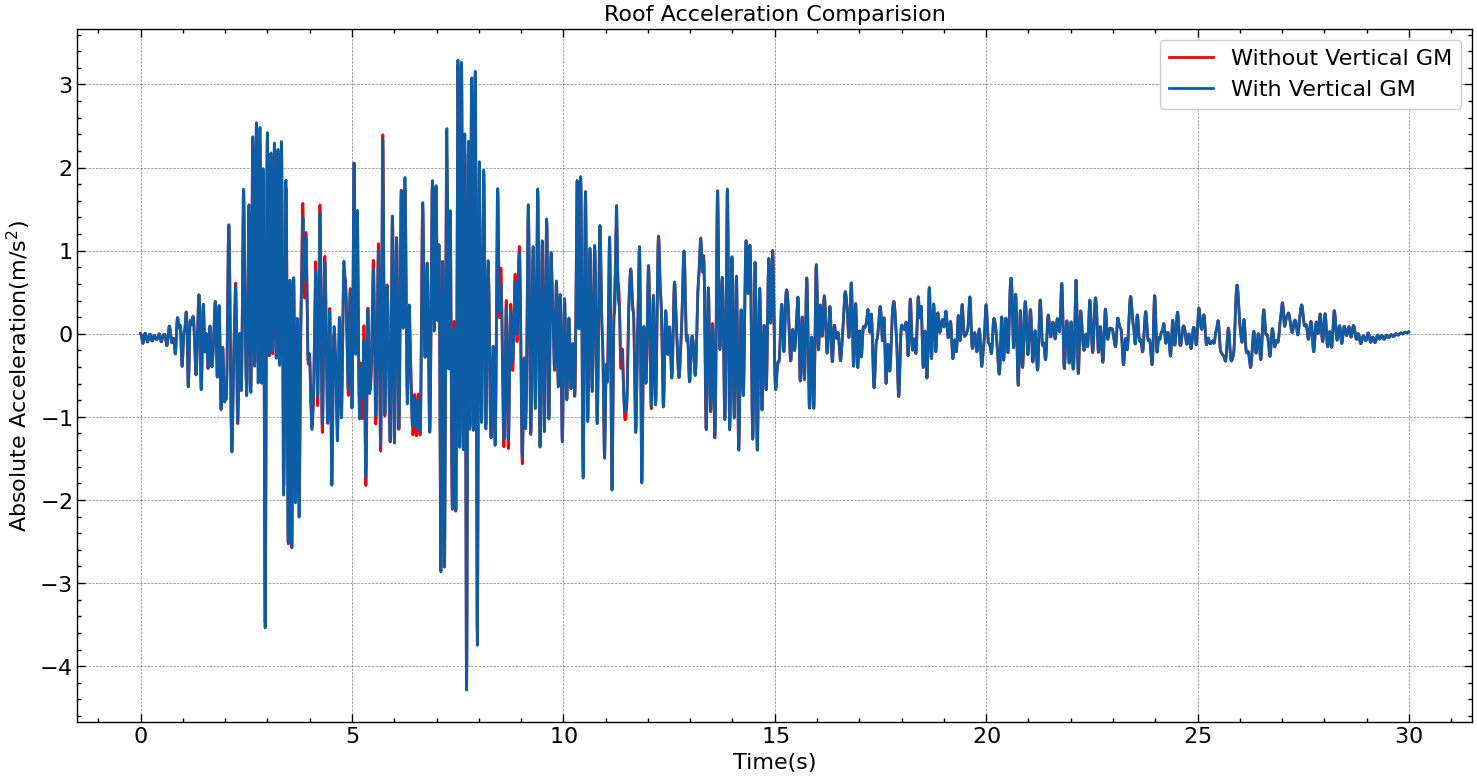 Roof Acceleration Comparision
Without Vertical GM
With Vertical GM
3
2
1
0
−1
−2
−3
−4
Absolute Acceleration(m/s²)
0 5 10 15 20 25 30
Time(s)